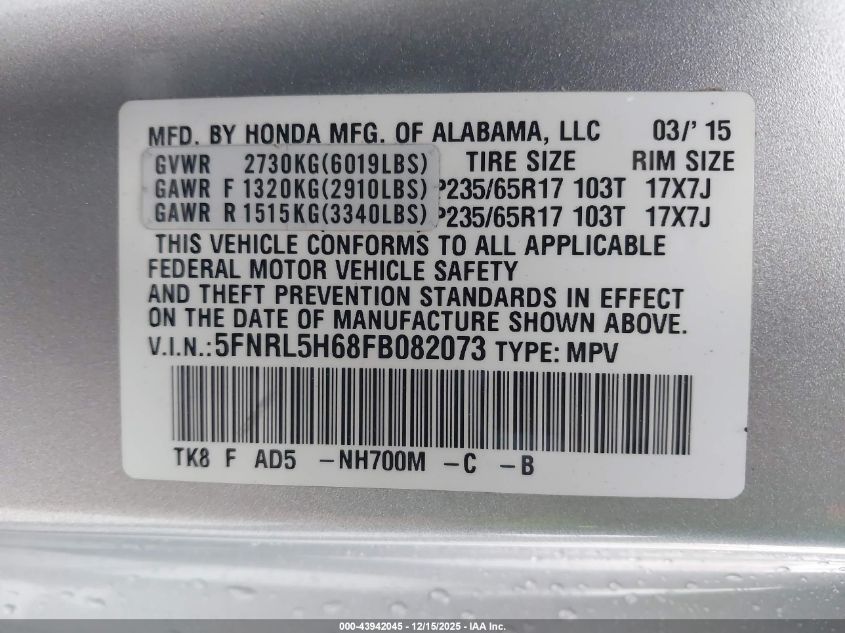 MFD. BY HONDA MFG. OF ALABAMA, LLC 03/' 15
GVWR 2730KG(6019LBS) TIRE SIZE RIM SIZE
GAWR F 1320KG(2910LBS) P235/65R17 103T 17X7J
GAWR R 1515KG(3340LBS) P235/65R17 103T 17X7J
THIS VEHICLE CONFORMS TO ALL APPLICABLE
FEDERAL MOTOR VEHICLE SAFETY
AND THEFT PREVENTION STANDARDS IN EFFECT
ON THE DATE OF MANUFACTURE SHOWN ABOVE.
V.I.N.:5FNRL5H68FB082073 TYPE: MPV
TK8 F AD5 -NH700M -C -B
000-43942045 - 12/15/2025 - IAA Inc.